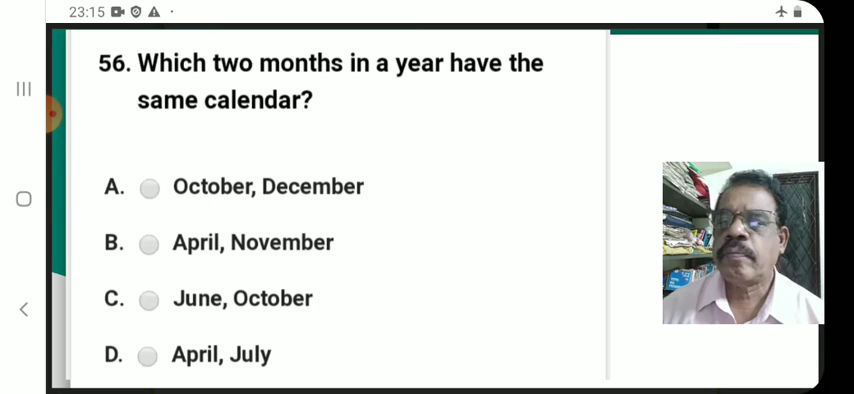 23:15
56. Which two months in a year have the
same calendar?
A. October, December
B. April, November
C. June, October
D. April, July